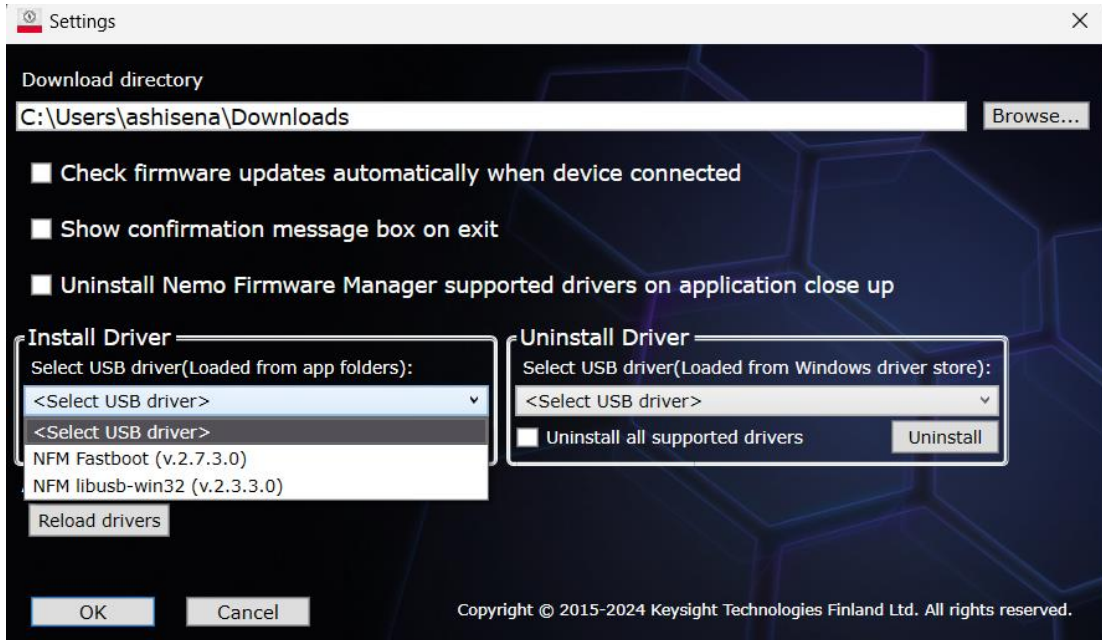 Settings
Download directory
C:\Users\ashisena\Downloads
Browse...
Check firmware updates automatically when device connected
Show confirmation message box on exit
Uninstall Nemo Firmware Manager supported drivers on application close up
Install Driver
Select USB driver(Loaded from app folders):
<Select USB driver>
<Select USB driver>
NFM Fastboot (v.2.7.3.0)
NFM libusb-win32 (v.2.3.3.0)
Uninstall Driver
Select USB driver(Loaded from Windows driver store):
<Select USB driver>
Uninstall all supported drivers
Uninstall
Reload drivers
OK
Cancel
Copyright © 2015-2024 Keysight Technologies Finland Ltd. All rights reserved.